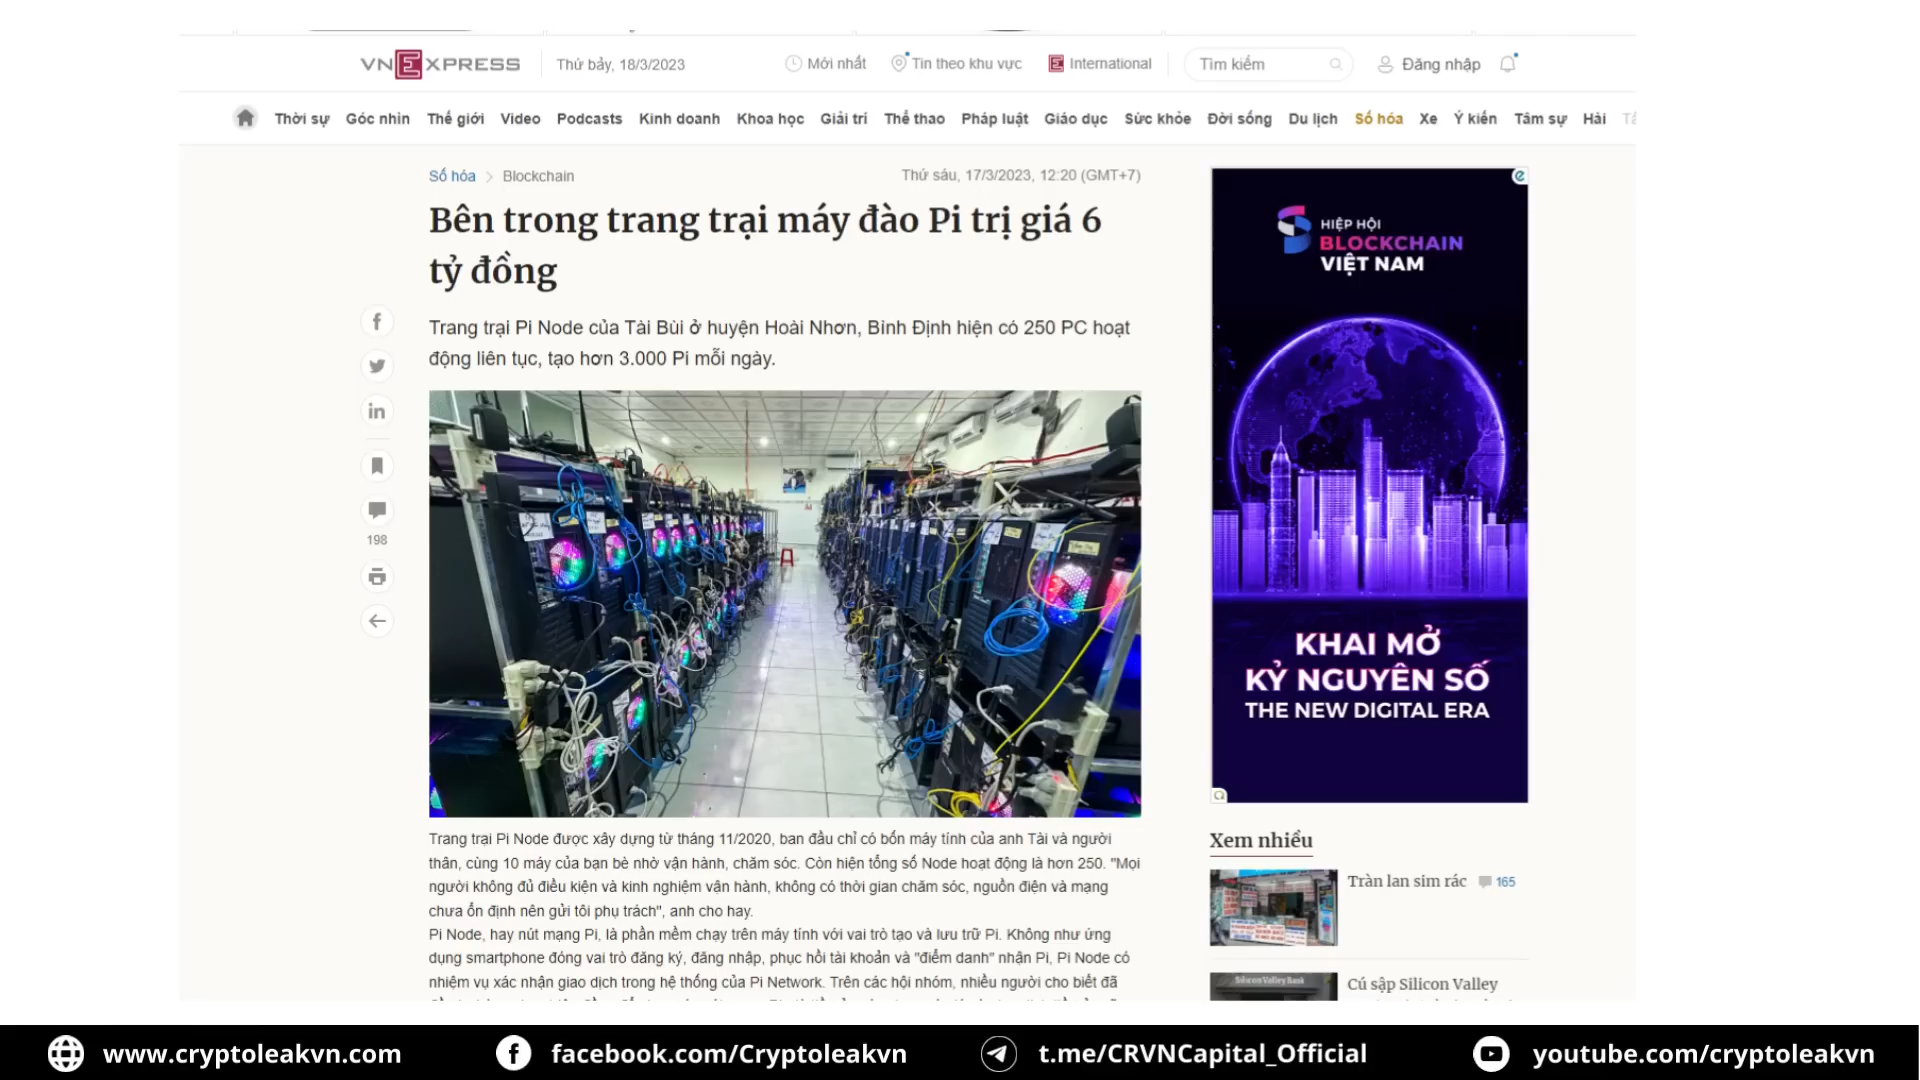 VNEXPRESS
Thứ bảy, 18/3/2023
Mới nhất
Tin theo khu vực
International
Tìm kiếm
Đăng nhập
Thời sự Góc nhìn Thế giới Video Podcasts Kinh doanh Khoa học Giải trí Thể thao Pháp luật Giáo dục Sức khỏe Đời sống Du lịch Số hóa Xe Ý kiến Tâm sự Hài
Số hóa > Blockchain
Thứ sáu, 17/3/2023, 12:20 (GMT+7)
Bên trong trang trại máy đào Pi trị giá 6
tỷ đồng
Trang trại Pi Node của Tài Bùi ở huyện Hoài Nhơn, Bình Định hiện có 250 PC hoạt
động liên tục, tạo hơn 3.000 Pi mỗi ngày.
198
Trang trại Pi Node được xây dựng từ tháng 11/2020, ban đầu chỉ có bốn máy tính của anh Tài và người
thân, cùng 10 máy của bạn bè nhờ vận hành, chăm sóc. Còn hiện tổng số Node hoạt động là hơn 250. "Mọi
người không đủ điều kiện và kinh nghiệm vận hành, không có thời gian chăm sóc, nguồn điện và mạng
chưa ổn định nên gửi tôi phụ trách", anh cho hay.
Pi Node, hay nút mạng Pi, là phần mềm chạy trên máy tính với vai trò tạo và lưu trữ Pi. Không như ứng
dụng smartphone đóng vai trò đăng ký, đăng nhập, phục hồi tài khoản và "điểm danh" nhận Pi, Pi Node có
nhiệm vụ xác nhận giao dịch trong hệ thống của Pi Network. Trên các hội nhóm, nhiều người cho biết đã
HIỆP HỘI
BLOCKCHAIN
VIỆT NAM
KHAI MỞ
KỶ NGUYÊN SỐ
THE NEW DIGITAL ERA
Xem nhiều
Tràn lan sim rác 165
Silicon Valley Bank
Cú sập Silicon Valley
www.cryptoleakvn.com
facebook.com/Cryptoleakvn
t.me/CRVNCapital_Official
youtube.com/cryptoleakvn